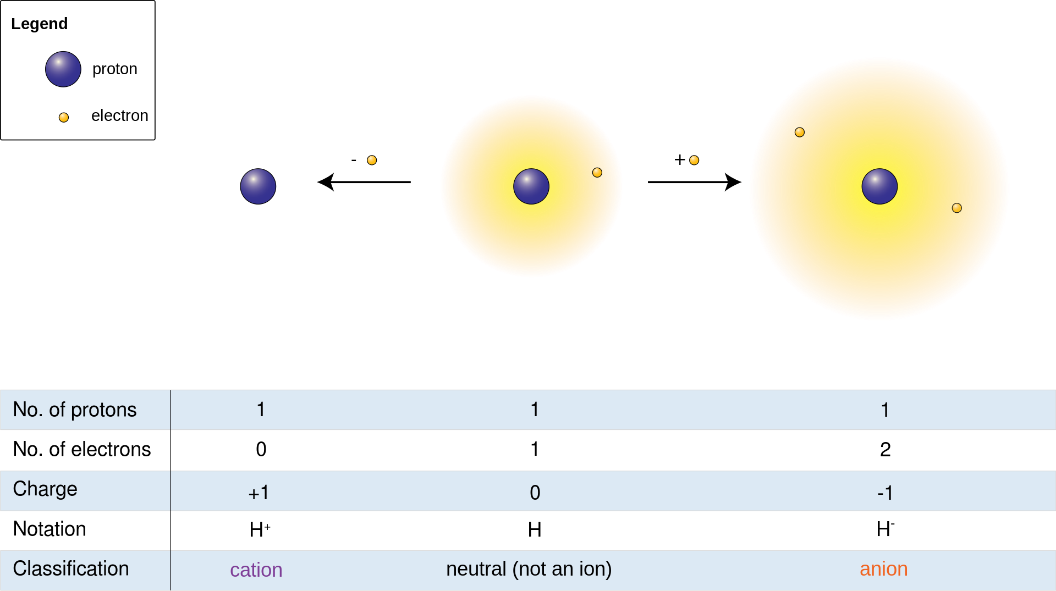 Legend
proton
electron
-
+
No. of protons 1 1 1
No. of electrons 0 1 2
Charge +1 0 -1
Notation H⁺ H H⁻
Classification cation neutral (not an ion) anion